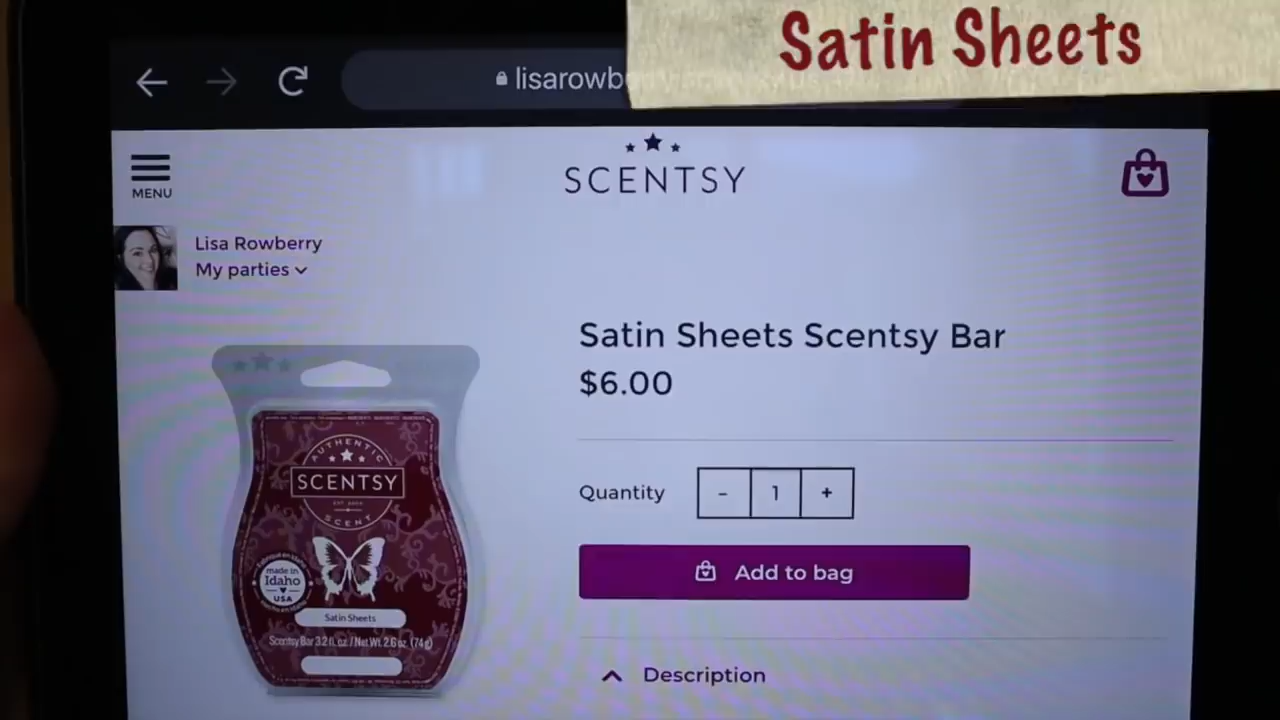 Satin Sheets
lisarowb
SCENTSY
MENU
Lisa Rowberry
My parties
Satin Sheets Scentsy Bar
$6.00
Quantity - 1 +
Add to bag
Description
AUTHENTIC
SCENTSY
SCENT
made in
Idaho
USA
Satin Sheets
Scentsy Bar 3.2 fl. oz. / Net Wt. 2.6 oz. (74g)